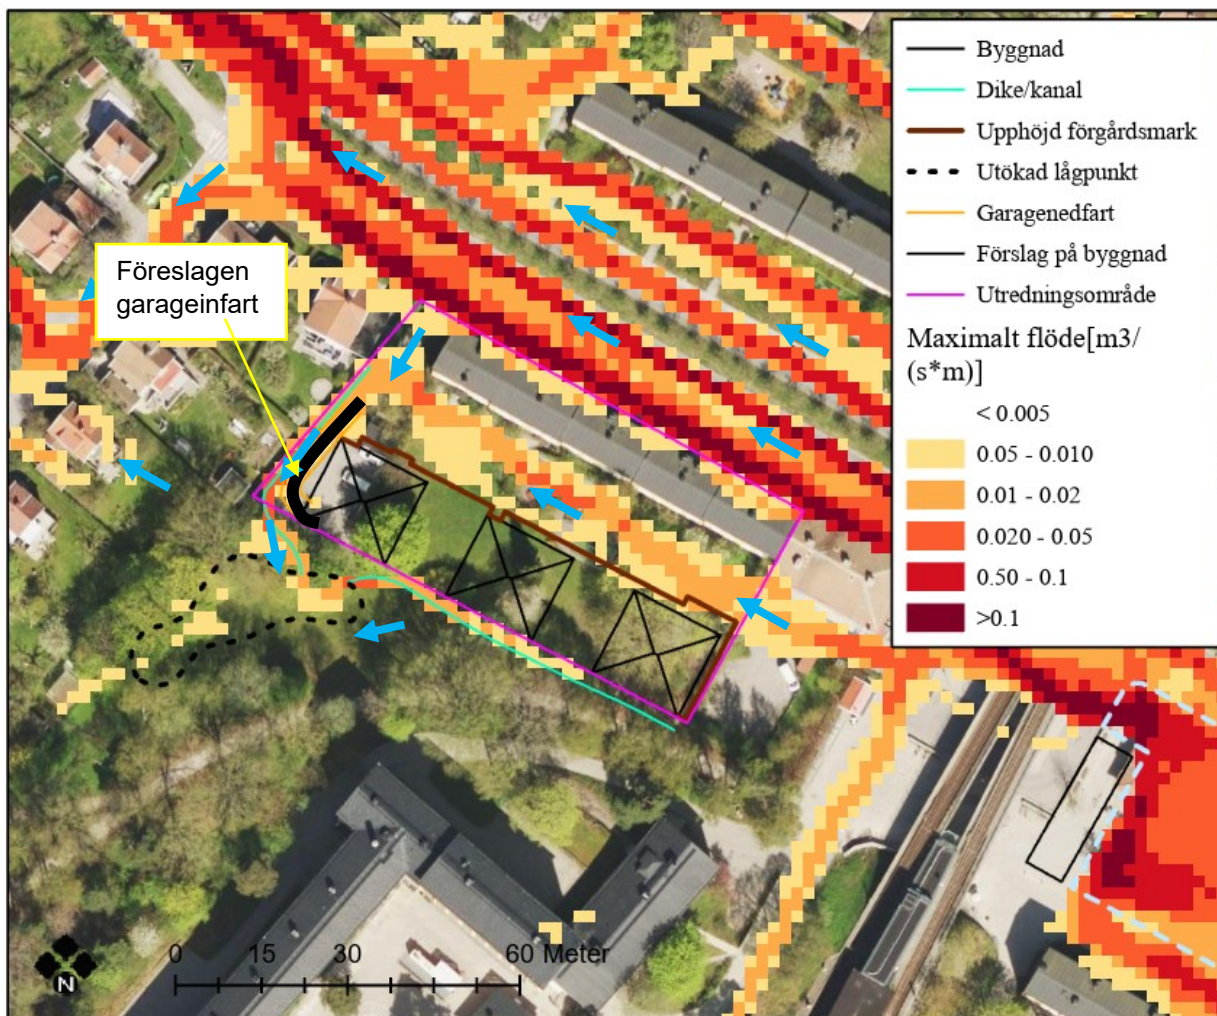 Byggnad
Dike/kanal
Upphöjd förgårdsmark
Utökad lågpunkt
Garagenedfart
Förslag på byggnad
Utredningsområde
Maximalt flöde[m3/
(s*m)]
< 0.005
0.05 - 0.010
0.01 - 0.02
0.020 - 0.05
0.50 - 0.1
>0.1
Föreslagen
garageinfart
0 15 30 60 Meter
N